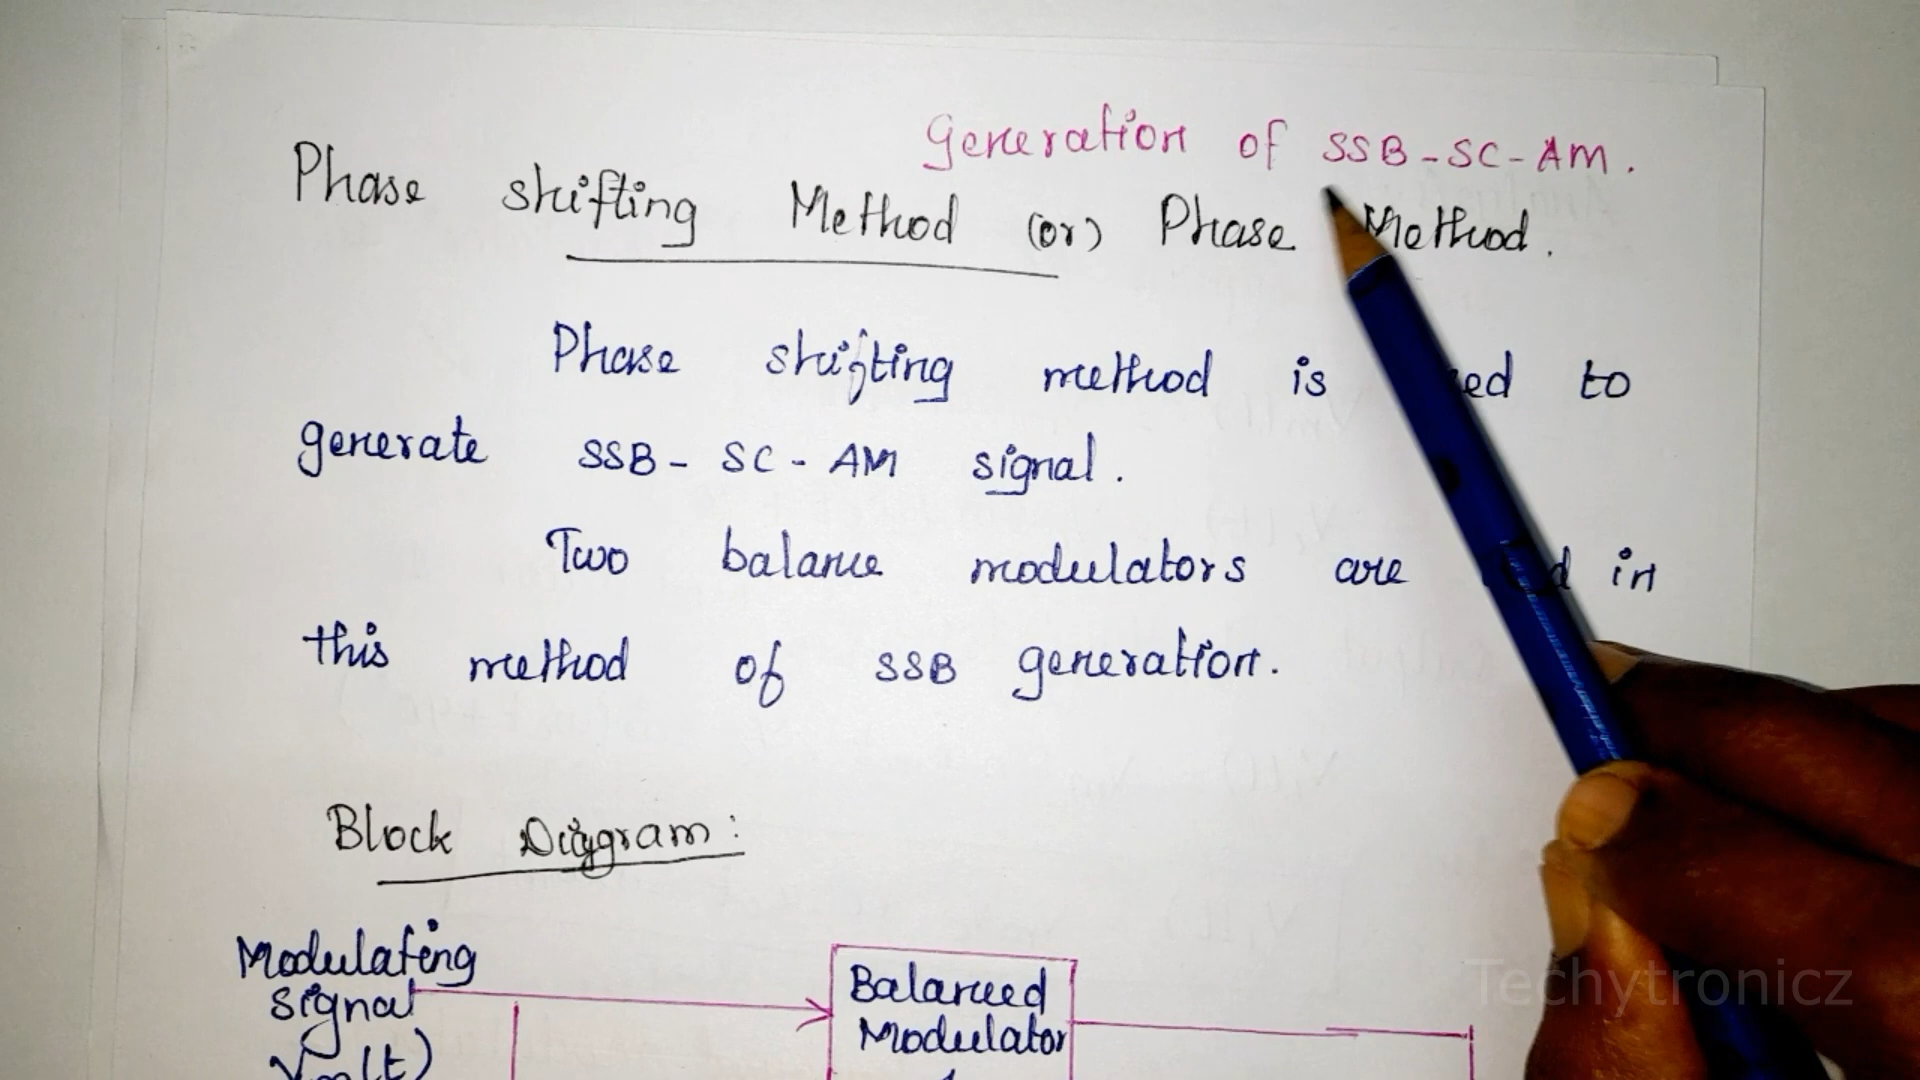 Generation of SSB-SC-AM.
Phase shifting Method (or) Phase Method.
Phase shifting method is to
generate SSB-SC-AM signal.
Two balance modulators are in
this method of SSB generation.
Block Diagram:
Modulating
signal
Vm(t)
Balanced
Modulator
Techytronicz